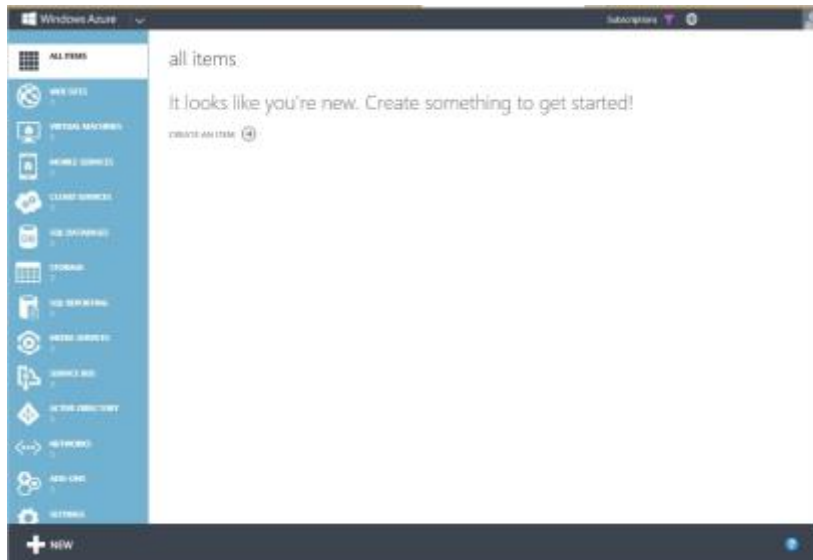 Windows Azure
Subscriptions
ALL ITEMS
all items
It looks like you're new. Create something to get started!
CREATE AN ITEM
WEB SITES
VIRTUAL MACHINES
MOBILE SERVICES
CLOUD SERVICES
SQL DATABASES
STORAGE
SQL REPORTING
MEDIA SERVICES
SERVICE BUS
ACTIVE DIRECTORY
NETWORKS
ADD-ONS
SETTINGS
NEW